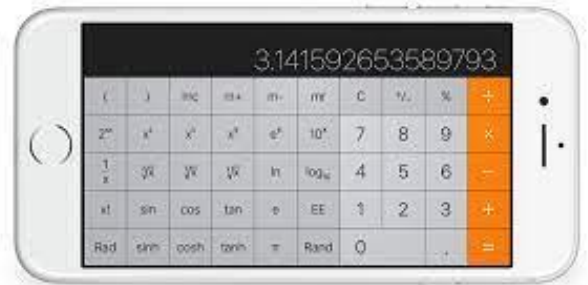 3.141592653589793
( ) mc m+ m- mr C +/- % ÷
2ⁿᵈ x² x³ xʸ eˣ 10ˣ 7 8 9 ×
1/x ²√x ³√x ʸ√x ln log₁₀ 4 5 6 −
x! sin cos tan e EE 1 2 3 +
Rad sinh cosh tanh π Rand 0 . =